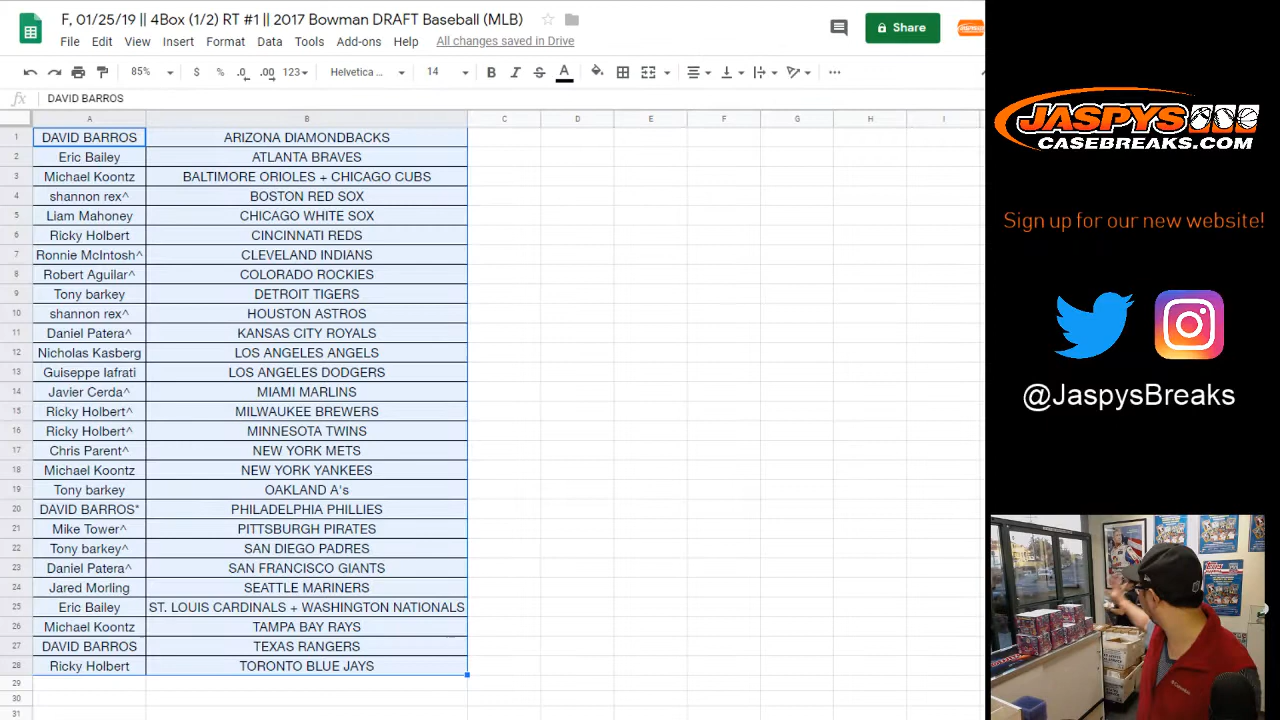 F, 01/25/19 || 4Box (1/2) RT #1 || 2017 Bowman DRAFT Baseball (MLB)
File Edit View Insert Format Data Tools Add-ons Help All changes saved in Drive
Share
85% $ % .0 .00 123 Helvetica ... 14 B I S A
fx DAVID BARROS
A B C D E F G H I
1 DAVID BARROS ARIZONA DIAMONDBACKS
2 Eric Bailey ATLANTA BRAVES
3 Michael Koontz BALTIMORE ORIOLES + CHICAGO CUBS
4 shannon rex^ BOSTON RED SOX
5 Liam Mahoney CHICAGO WHITE SOX
6 Ricky Holbert CINCINNATI REDS
7 Ronnie McIntosh^ CLEVELAND INDIANS
8 Robert Aguilar^ COLORADO ROCKIES
9 Tony barkey DETROIT TIGERS
10 shannon rex^ HOUSTON ASTROS
11 Daniel Patera^ KANSAS CITY ROYALS
12 Nicholas Kasberg LOS ANGELES ANGELS
13 Guiseppe Iafrati LOS ANGELES DODGERS
14 Javier Cerda^ MIAMI MARLINS
15 Ricky Holbert^ MILWAUKEE BREWERS
16 Ricky Holbert^ MINNESOTA TWINS
17 Chris Parent^ NEW YORK METS
18 Michael Koontz NEW YORK YANKEES
19 Tony barkey OAKLAND A's
20 DAVID BARROS* PHILADELPHIA PHILLIES
21 Mike Tower^ PITTSBURGH PIRATES
22 Tony barkey^ SAN DIEGO PADRES
23 Daniel Patera^ SAN FRANCISCO GIANTS
24 Jared Morling SEATTLE MARINERS
25 Eric Bailey ST. LOUIS CARDINALS + WASHINGTON NATIONALS
26 Michael Koontz TAMPA BAY RAYS
27 DAVID BARROS TEXAS RANGERS
28 Ricky Holbert TORONTO BLUE JAYS
29
30
31
JASPYS
CASEBREAKS.COM
Sign up for our new website!
@JaspysBreaks